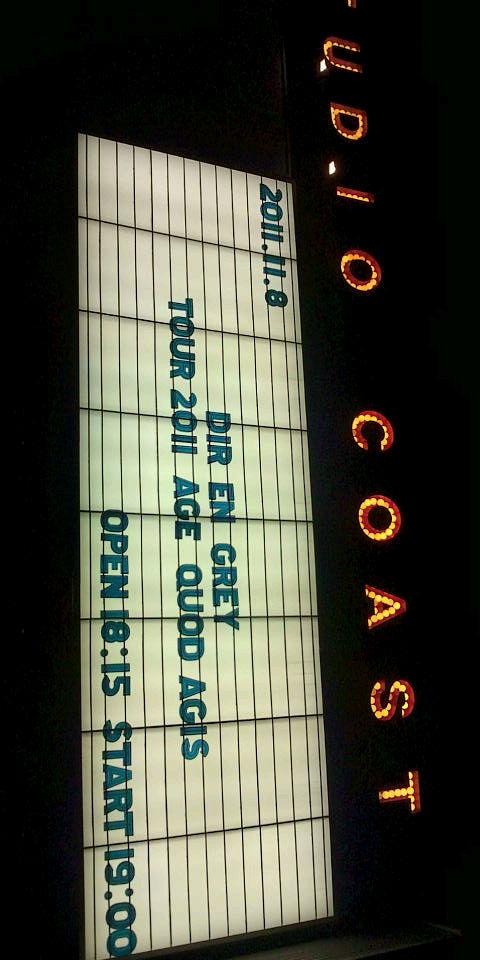 UDIO COAST
2011.11.8
DIR EN GREY
TOUR 2011 AGE QUOD AGIS
OPEN 18:15 START 19:00